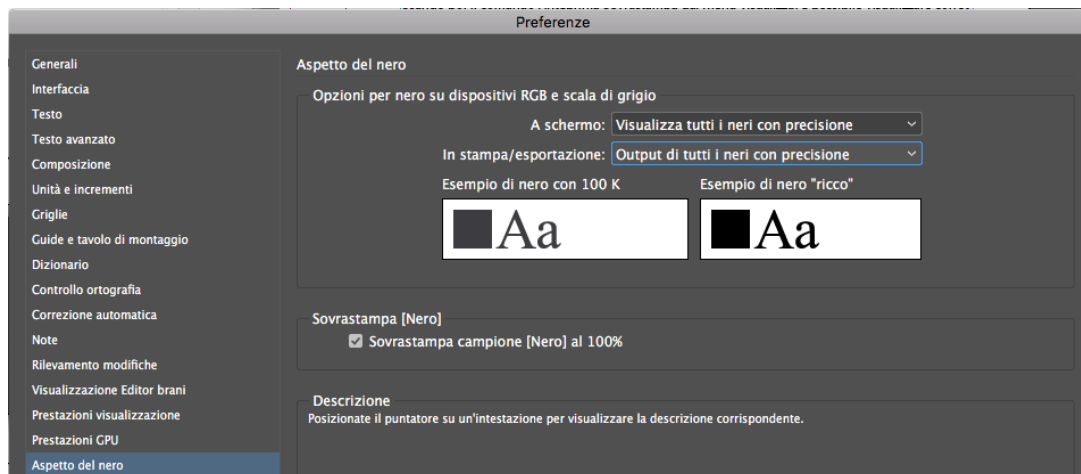 Preferenze
Generali
Interfaccia
Testo
Testo avanzato
Composizione
Unità e incrementi
Griglie
Guide e tavolo di montaggio
Dizionario
Controllo ortografia
Correzione automatica
Note
Rilevamento modifiche
Visualizzazione Editor brani
Prestazioni visualizzazione
Prestazioni GPU
Aspetto del nero
Aspetto del nero
Opzioni per nero su dispositivi RGB e scala di grigio
A schermo: Visualizza tutti i neri con precisione
In stampa/esportazione: Output di tutti i neri con precisione
Esempio di nero con 100 K
Esempio di nero "ricco"
Aa
Aa
Sovrastampa [Nero]
Sovrastampa campione [Nero] al 100%
Descrizione
Posizionate il puntatore su un'intestazione per visualizzare la descrizione corrispondente.